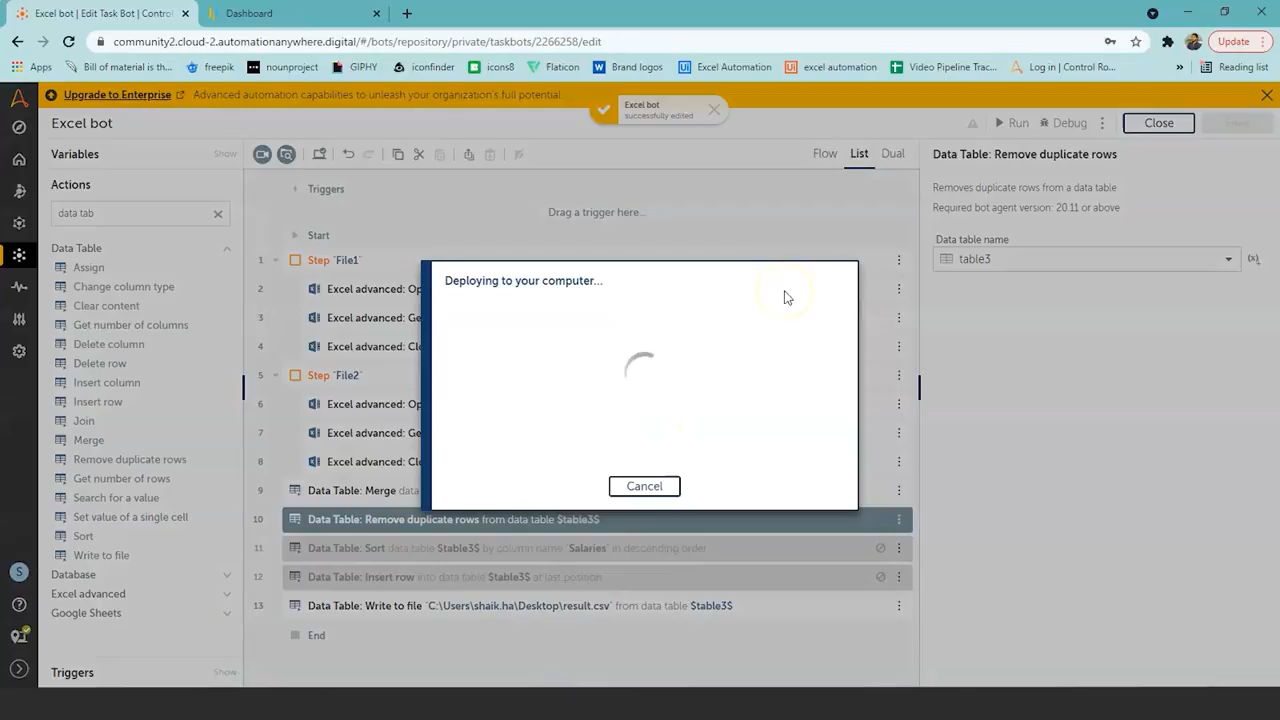 Excel bot | Edit Task Bot | Control
Dashboard
community2.cloud-2.automationanywhere.digital/#/bots/repository/private/taskbots/2266258/edit
Update
Apps
Bill of material is th...
freepik
nounproject
GIPHY
iconfinder
icons8
Flaticon
Brand logos
Excel Automation
excel automation
Video Pipeline Trac...
Log in | Control Ro...
»
Reading list
Upgrade to Enterprise
Advanced automation capabilities to unleash your organization's full potential...
Excel bot
successfully edited
Excel bot
Run
Debug
Close
Variables
Show
Flow
List
Dual
Data Table: Remove duplicate rows
Actions
Removes duplicate rows from a data table
Triggers
Required bot agent version: 20.11 or above
data tab
Drag a trigger here...
Start
Data table name
Data Table
table3
(x)
1
Step "File1"
Assign
Change column type
2
Excel advanced: Op
Clear content
3
Excel advanced: Ge
Get number of columns
4
Excel advanced: Clo
Delete column
Delete row
5
Step "File2"
Insert column
Insert row
6
Excel advanced: Op
Join
7
Excel advanced: Ge
Merge
8
Excel advanced: Clo
Remove duplicate rows
Get number of rows
9
Data Table: Merge data
Search for a value
10
Data Table: Remove duplicate rows from data table $table3$
Set value of a single cell
11
Data Table: Sort data table $table3$ by column name "Salaries" in descending order
Sort
Write to file
12
Data Table: Insert row into data table $table3$ at last position
Database
13
Data Table: Write to file "C:\Users\shaik.ha\Desktop\result.csv" from data table $table3$
Excel advanced
Google Sheets
End
Triggers
Show
S
Deploying to your computer...
Cancel